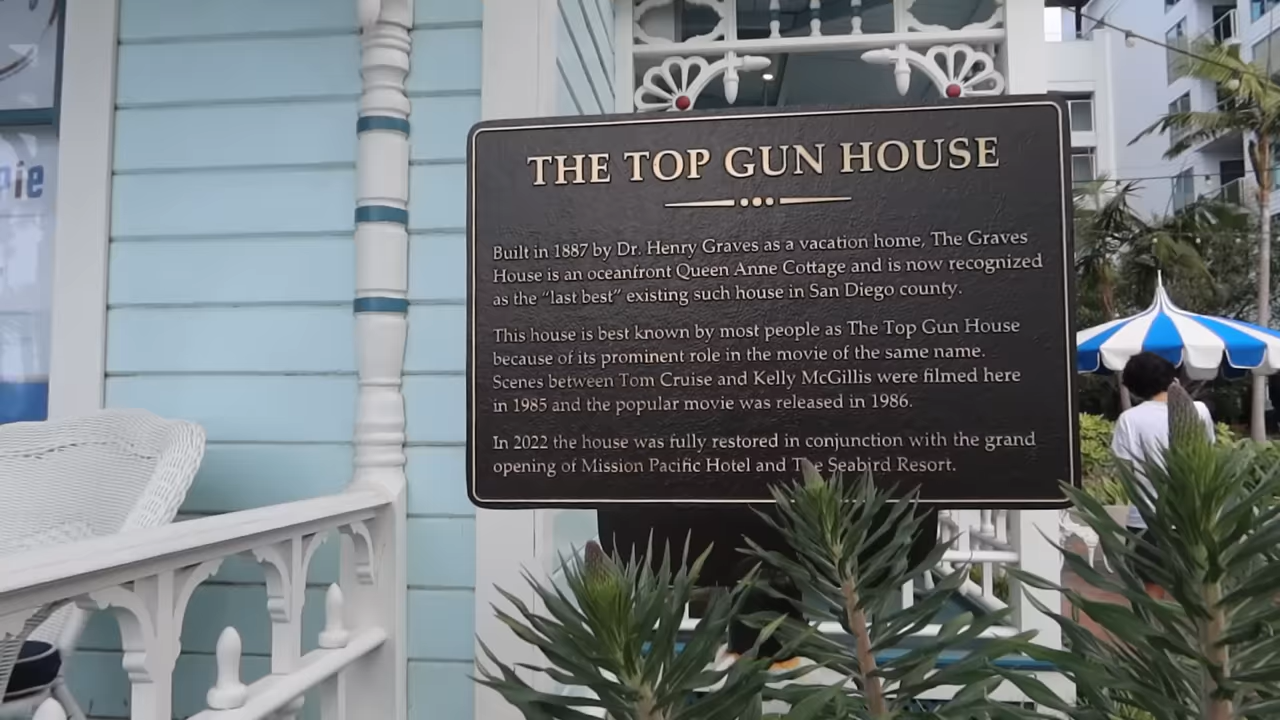 THE TOP GUN HOUSE
Built in 1887 by Dr. Henry Graves as a vacation home, The Graves
House is an oceanfront Queen Anne Cottage and is now recognized
as the “last best” existing such house in San Diego county.
This house is best known by most people as The Top Gun House
because of its prominent role in the movie of the same name.
Scenes between Tom Cruise and Kelly McGillis were filmed here
in 1985 and the popular movie was released in 1986.
In 2022 the house was fully restored in conjunction with the grand
opening of Mission Pacific Hotel and The Seabird Resort.
Pie